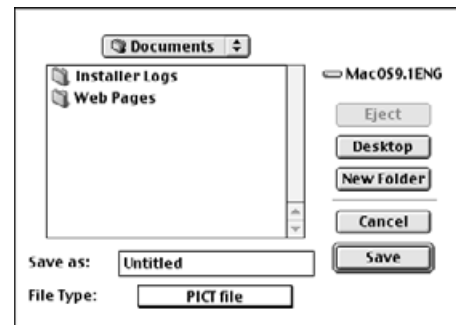 Documents
Installer Logs
Web Pages
MacOS9.1ENG
Eject
Desktop
New Folder
Cancel
Save as:
Untitled
Save
File Type:
PICT file